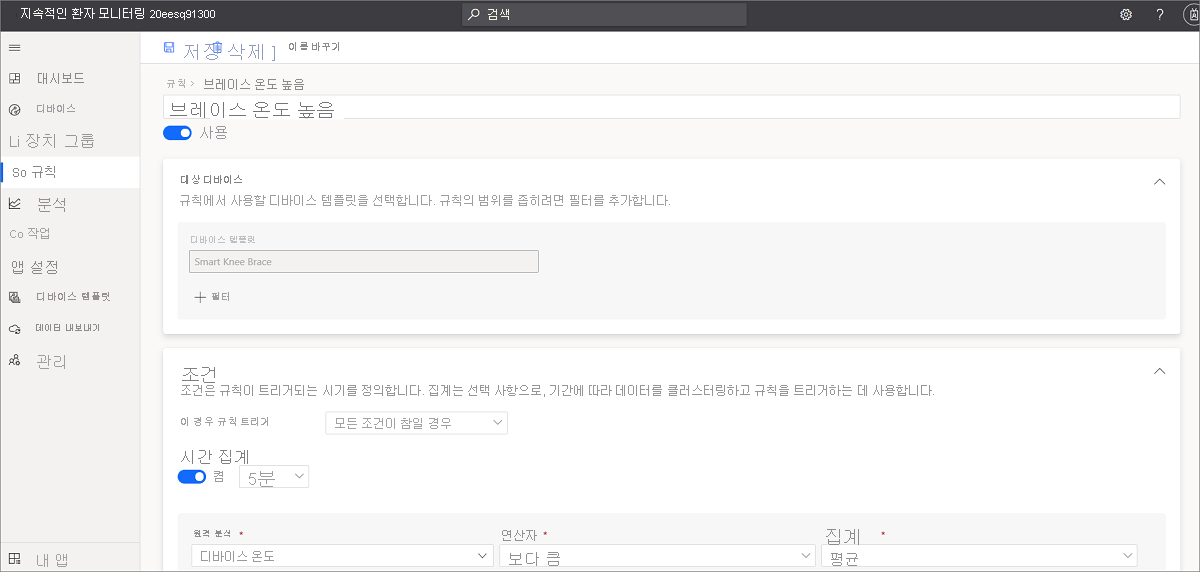 지속적인 환자 모니터링 20eesq91300
검색
?
저장 삭제 ] 이름 바꾸기
대시보드
디바이스
Li 장치 그룹
So 규칙
분석
Co 작업
앱 설정
디바이스 템플릿
데이터 내보내기
관리
내 앱
규칙 > 브레이스 온도 높음
브레이스 온도 높음
사용
대상 디바이스
규칙에서 사용할 디바이스 템플릿을 선택합니다. 규칙의 범위를 좁히려면 필터를 추가합니다.
디바이스 템플릿
Smart Knee Brace
+ 필터
조건
조건은 규칙이 트리거되는 시기를 정의합니다. 집계는 선택 사항으로, 기간에 따라 데이터를 클러스터링하고 규칙을 트리거하는 데 사용합니다.
이 경우 규칙 트리거
모든 조건이 참일 경우
시간 집계
켬
5분
원격 분석 * 연산자 * 집계 *
디바이스 온도 보다 큼 평균